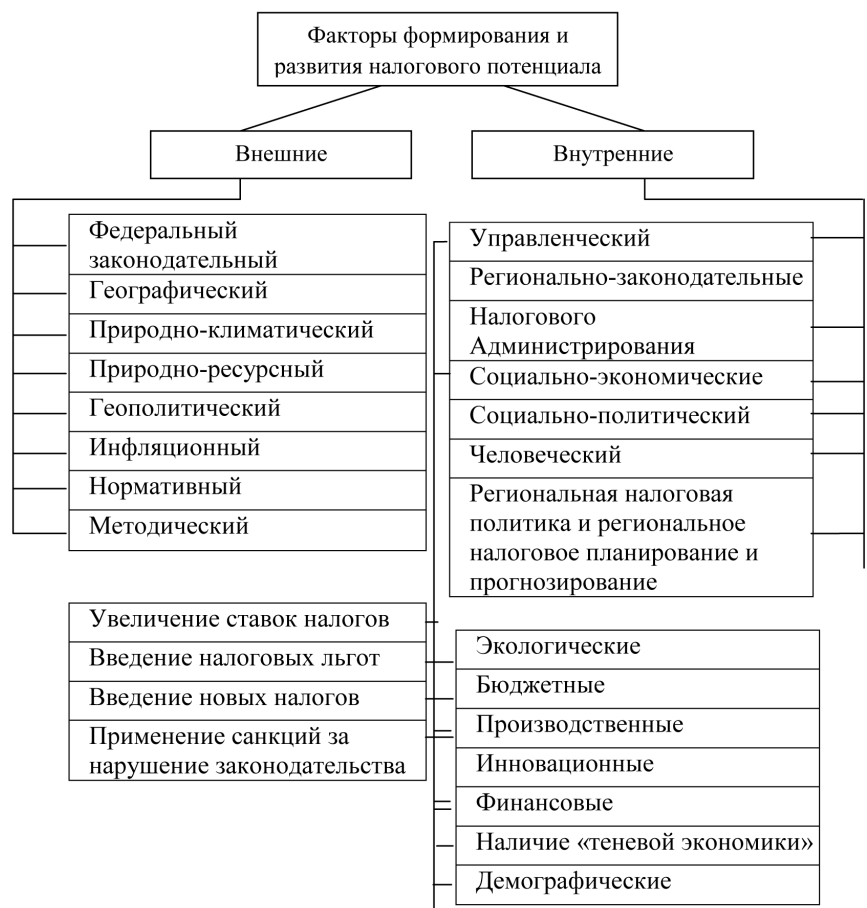 Факторы формирования и
развития налогового потенциала
Внешние
Внутренние
Федеральный
законодательный
Географический
Природно-климатический
Природно-ресурсный
Геополитический
Инфляционный
Нормативный
Методический
Управленческий
Регионально-законодательные
Налогового
Администрирования
Социально-экономические
Социально-политический
Человеческий
Региональная налоговая
политика и региональное
налоговое планирование и
прогнозирование
Увеличение ставок налогов
Введение налоговых льгот
Введение новых налогов
Применение санкций за
нарушение законодательства
Экологические
Бюджетные
Производственные
Инновационные
Финансовые
Наличие «теневой экономики»
Демографические